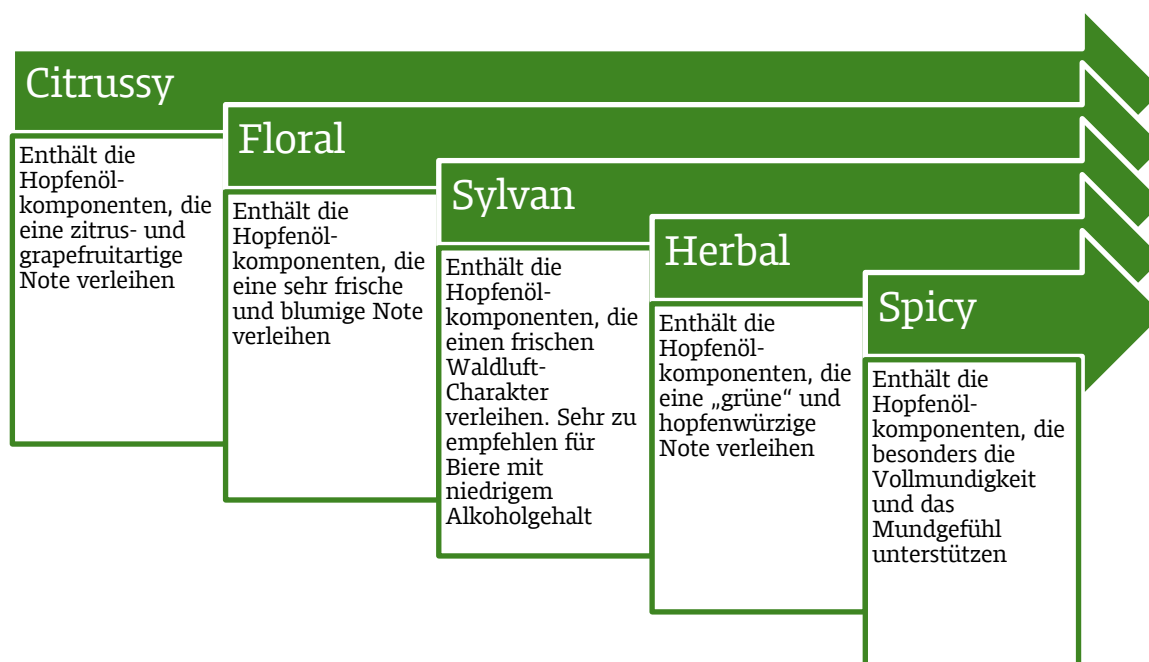 Citrussy
Enthält die
Hopfenöl-
komponenten, die
eine zitrus- und
grapefruitartige
Note verleihen
Floral
Enthält die
Hopfenöl-
komponenten, die
eine sehr frische
und blumige Note
verleihen
Sylvan
Enthält die
Hopfenöl-
komponenten, die
einen frischen
Waldluft-
Charakter
verleihen. Sehr zu
empfehlen für
Biere mit
niedrigem
Alkoholgehalt
Herbal
Enthält die
Hopfenöl-
komponenten, die
eine „grüne“ und
hopfenwürzige
Note verleihen
Spicy
Enthält die
Hopfenöl-
komponenten, die
besonders die
Vollmundigkeit
und das
Mundgefühl
unterstützen